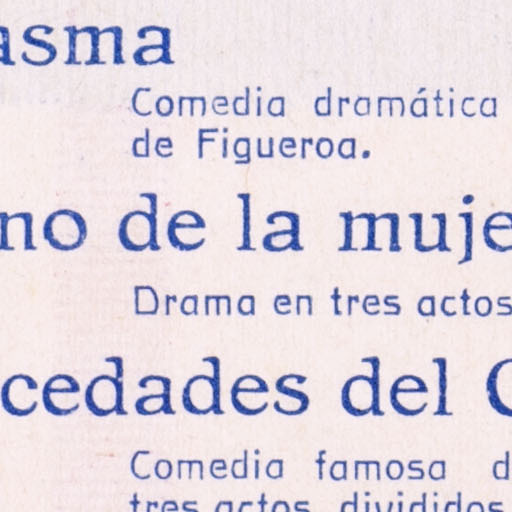 asma
Comedia dramática
de Figueroa.
no de la muje
Drama en tres actos
cedades del C
Comedia famosa d
tres actos, divididos